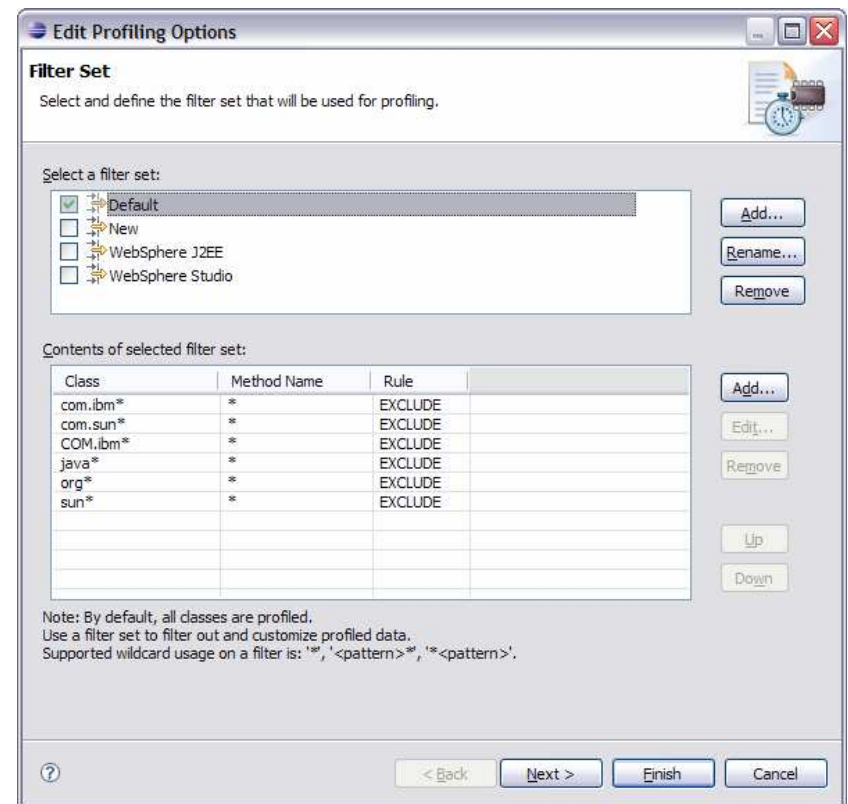 Edit Profiling Options
Filter Set
Select and define the filter set that will be used for profiling.
Select a filter set:
Default
New
WebSphere J2EE
WebSphere Studio
Add...
Rename...
Remove
Contents of selected filter set:
Class Method Name Rule
com.ibm* * EXCLUDE
com.sun* * EXCLUDE
COM.ibm* * EXCLUDE
java* * EXCLUDE
org* * EXCLUDE
sun* * EXCLUDE
Add...
Edit...
Remove
Up
Down
Note: By default, all classes are profiled.
Use a filter set to filter out and customize profiled data.
Supported wildcard usage on a filter is: '*', '<pattern>*', '*<pattern>'.
? < Back Next > Finish Cancel